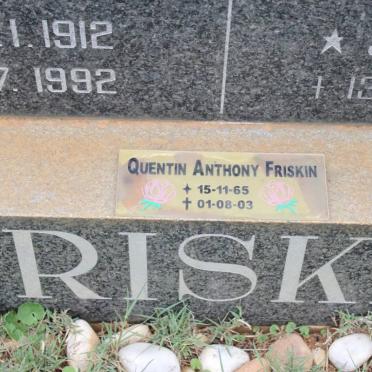 1.1912
7. 1992
QUENTIN ANTHONY FRISKIN
15-11-65
01-08-03
RISK